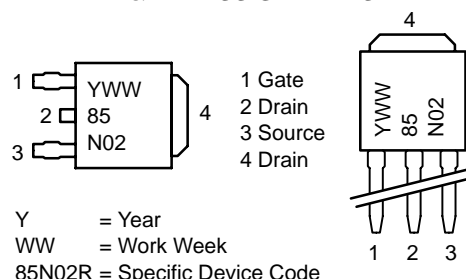 4
YWW
85
N02
1
2
3
4
1 Gate
2 Drain
3 Source
4 Drain
YWW
85
N02
1 2 3
Y = Year
WW = Work Week
85N02R = Specific Device Code